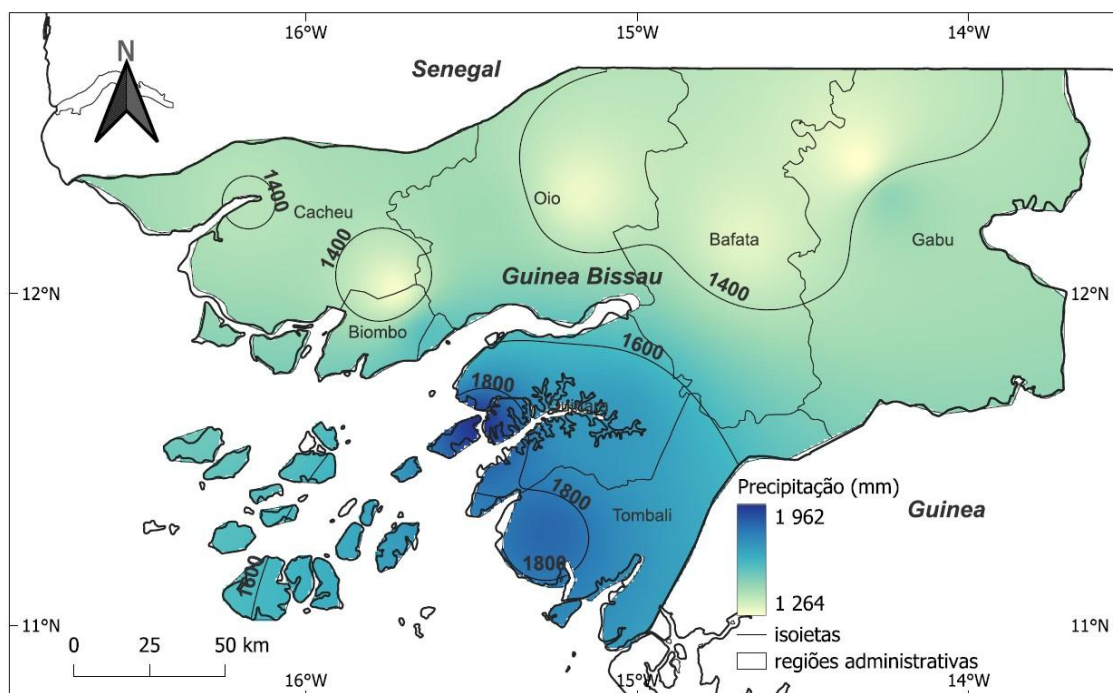 16°W
15°W
14°W
N
Senegal
1400
Cacheu
Oio
1400
Bafata
Gabu
Guinea Bissau
1400
12°N
12°N
Biombo
1600
1800
Precipitação (mm)
1800
Tombali
Guinea
1 962
1800
1600
1 264
11°N
11°N
isoietas
0 25 50 km
regiões administrativas
16°W
15°W
14°W